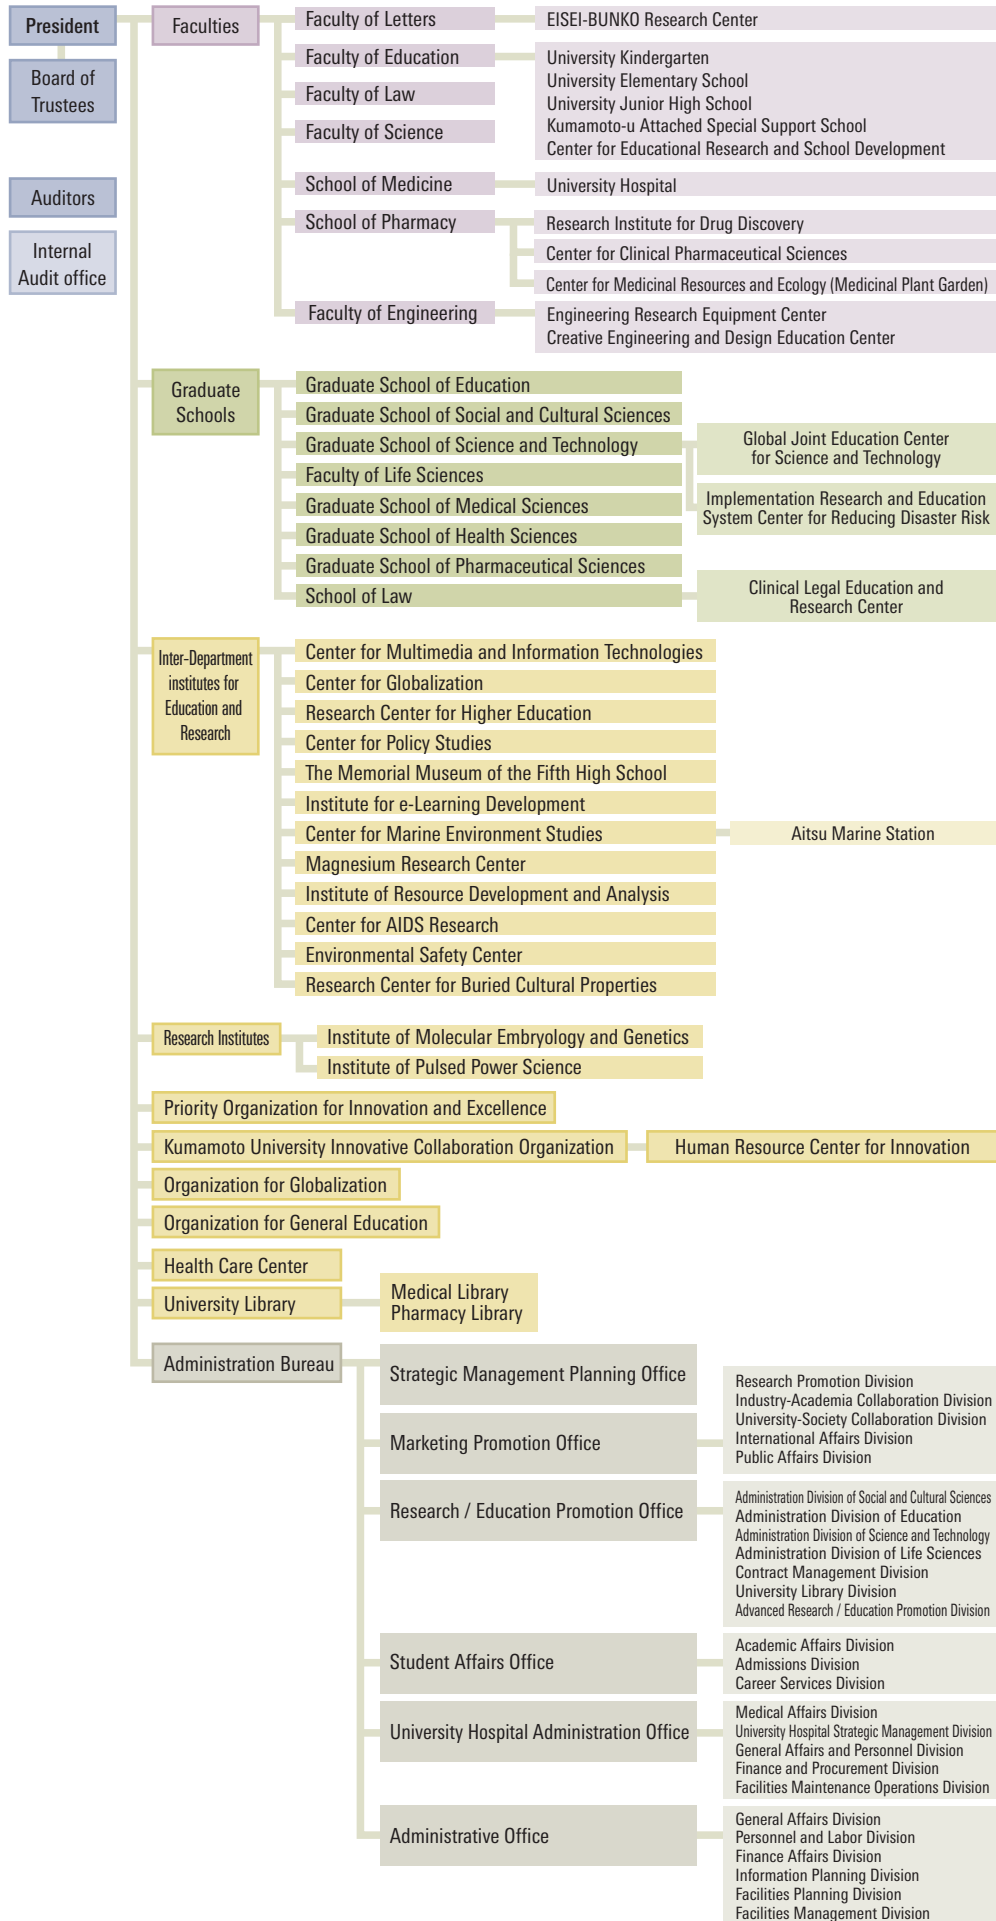 President
Board of
Trustees
Auditors
Internal
Audit office
Faculties
Faculty of Letters
EISEI-BUNKO Research Center
Faculty of Education
University Kindergarten
University Elementary School
University Junior High School
Kumamoto-u Attached Special Support School
Center for Educational Research and School Development
Faculty of Law
Faculty of Science
School of Medicine
University Hospital
School of Pharmacy
Research Institute for Drug Discovery
Center for Clinical Pharmaceutical Sciences
Center for Medicinal Resources and Ecology (Medicinal Plant Garden)
Faculty of Engineering
Engineering Research Equipment Center
Creative Engineering and Design Education Center
Graduate
Schools
Graduate School of Education
Graduate School of Social and Cultural Sciences
Graduate School of Science and Technology
Global Joint Education Center
for Science and Technology
Implementation Research and Education
System Center for Reducing Disaster Risk
Faculty of Life Sciences
Graduate School of Medical Sciences
Graduate School of Health Sciences
Graduate School of Pharmaceutical Sciences
School of Law
Clinical Legal Education and
Research Center
Inter-Department
institutes for
Education and
Research
Center for Multimedia and Information Technologies
Center for Globalization
Research Center for Higher Education
Center for Policy Studies
The Memorial Museum of the Fifth High School
Institute for e-Learning Development
Center for Marine Environment Studies
Aitsu Marine Station
Magnesium Research Center
Institute of Resource Development and Analysis
Center for AIDS Research
Environmental Safety Center
Research Center for Buried Cultural Properties
Research Institutes
Institute of Molecular Embryology and Genetics
Institute of Pulsed Power Science
Priority Organization for Innovation and Excellence
Kumamoto University Innovative Collaboration Organization
Human Resource Center for Innovation
Organization for Globalization
Organization for General Education
Health Care Center
University Library
Medical Library
Pharmacy Library
Administration Bureau
Strategic Management Planning Office
Marketing Promotion Office
Research Promotion Division
Industry-Academia Collaboration Division
University-Society Collaboration Division
International Affairs Division
Public Affairs Division
Research / Education Promotion Office
Administration Division of Social and Cultural Sciences
Administration Division of Education
Administration Division of Science and Technology
Administration Division of Life Sciences
Contract Management Division
University Library Division
Advanced Research / Education Promotion Division
Student Affairs Office
Academic Affairs Division
Admissions Division
Career Services Division
University Hospital Administration Office
Medical Affairs Division
University Hospital Strategic Management Division
General Affairs and Personnel Division
Finance and Procurement Division
Facilities Maintenance Operations Division
Administrative Office
General Affairs Division
Personnel and Labor Division
Finance Affairs Division
Information Planning Division
Facilities Planning Division
Facilities Management Division